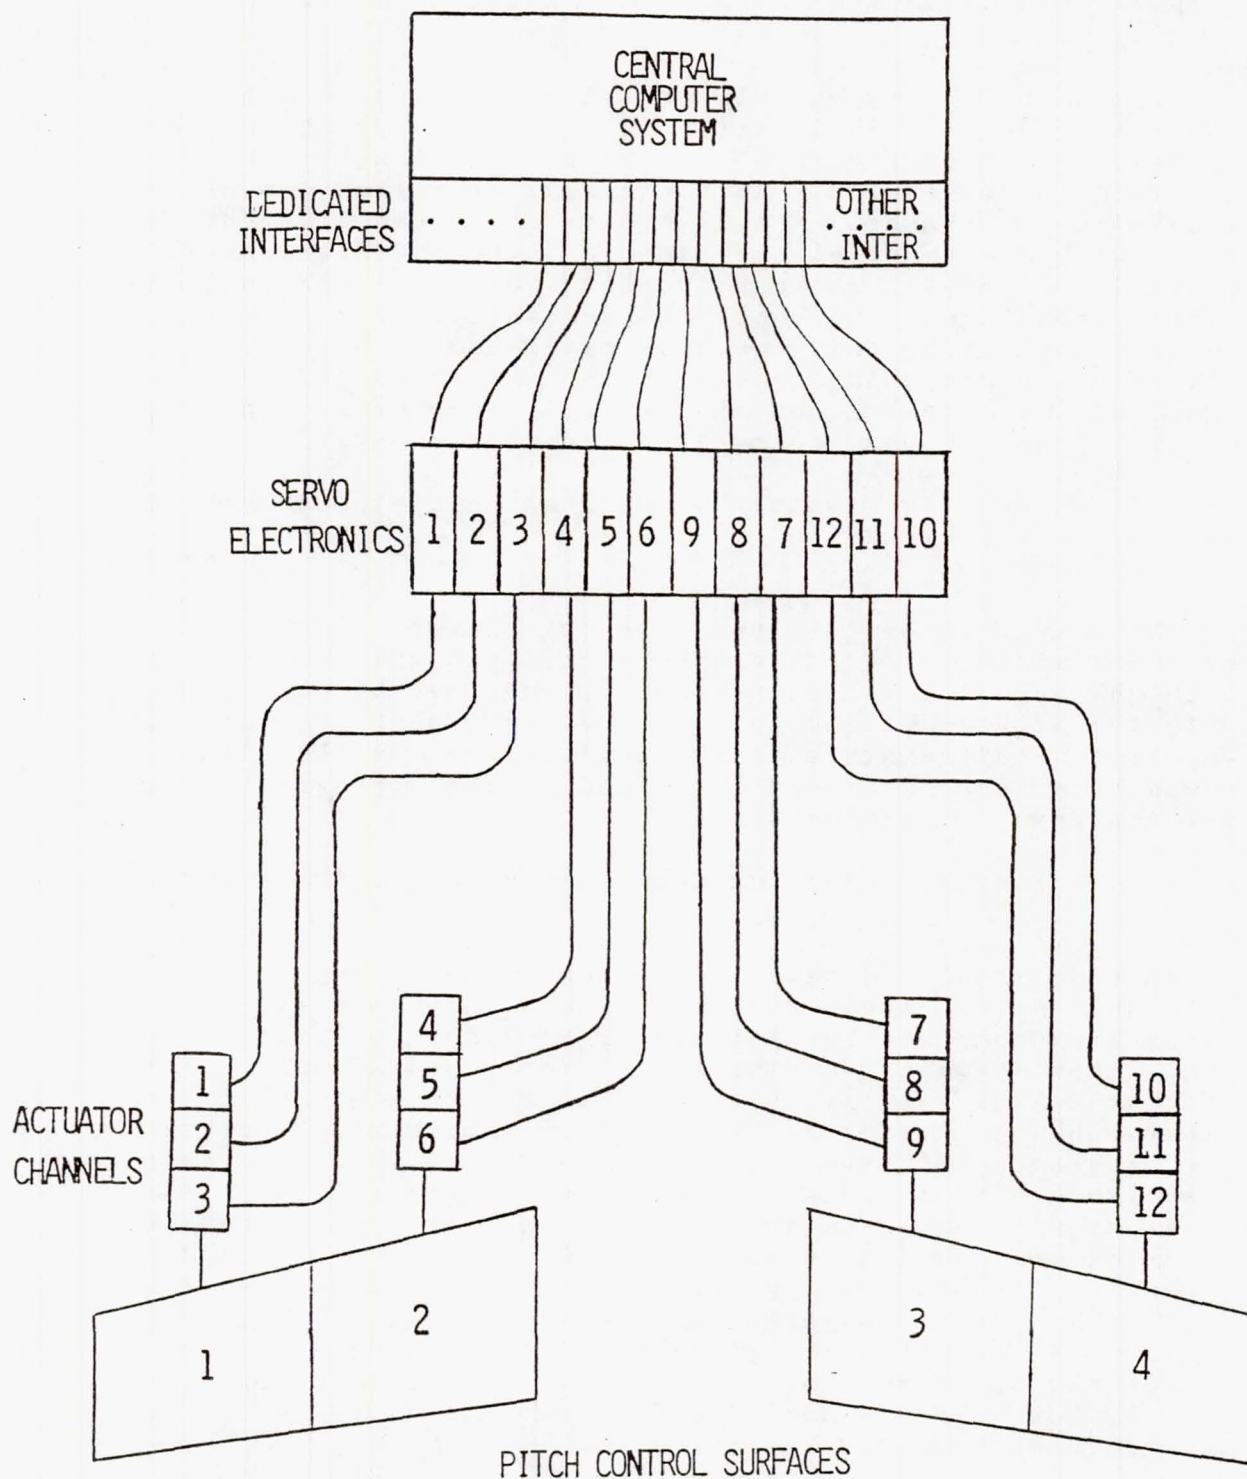 CENTRAL
COMPUTER
SYSTEM
DEDICATED
INTERFACES
. . . .
OTHER
. . . .
INTER
SERVO
ELECTRONICS
1 2 3 4 5 6 9 8 7 12 11 10
ACTUATOR
CHANNELS
1
2
3
4
5
6
7
8
9
10
11
12
1
2
3
4
PITCH CONTROL SURFACES